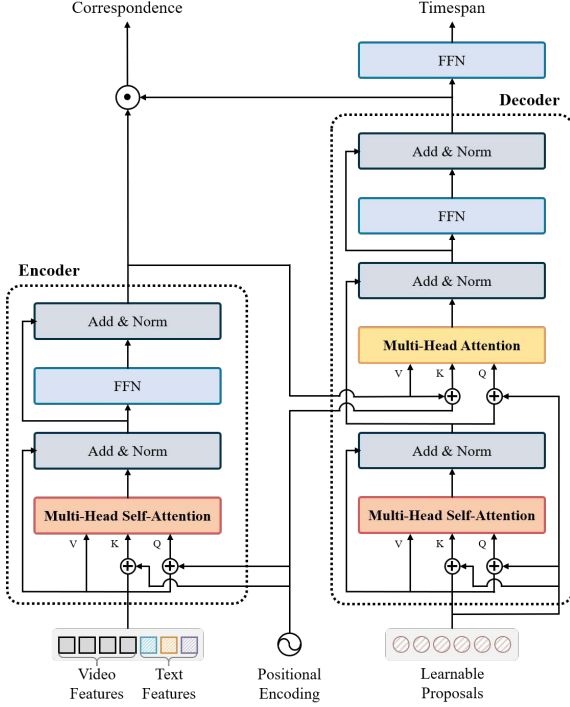 Correspondence
Timespan
FFN
Decoder
Add & Norm
FFN
Encoder
Add & Norm
Add & Norm
Multi-Head Attention
V
K
Q
FFN
Add & Norm
Add & Norm
Multi-Head Self-Attention
Multi-Head Self-Attention
V
K
Q
V
K
Q
Video
Features
Text
Features
Positional
Encoding
Learnable
Proposals